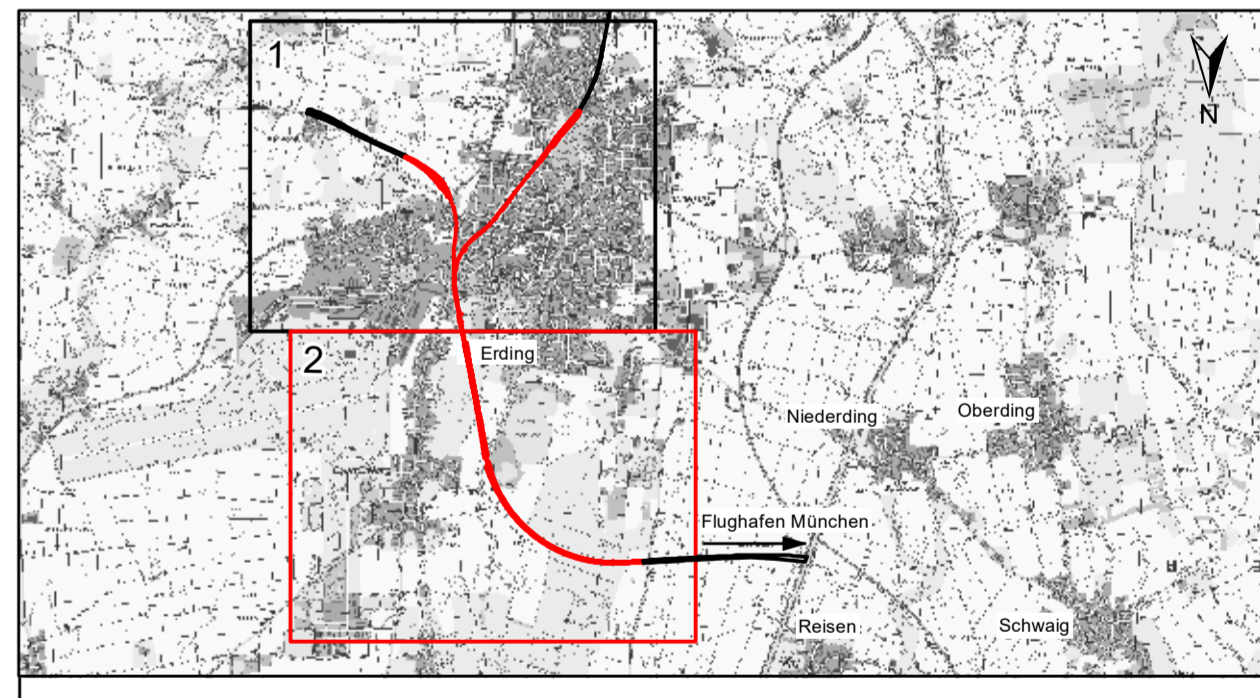 1
N
2
Erding
Niederding
Oberding
Flughafen München
Reisen
Schwaig